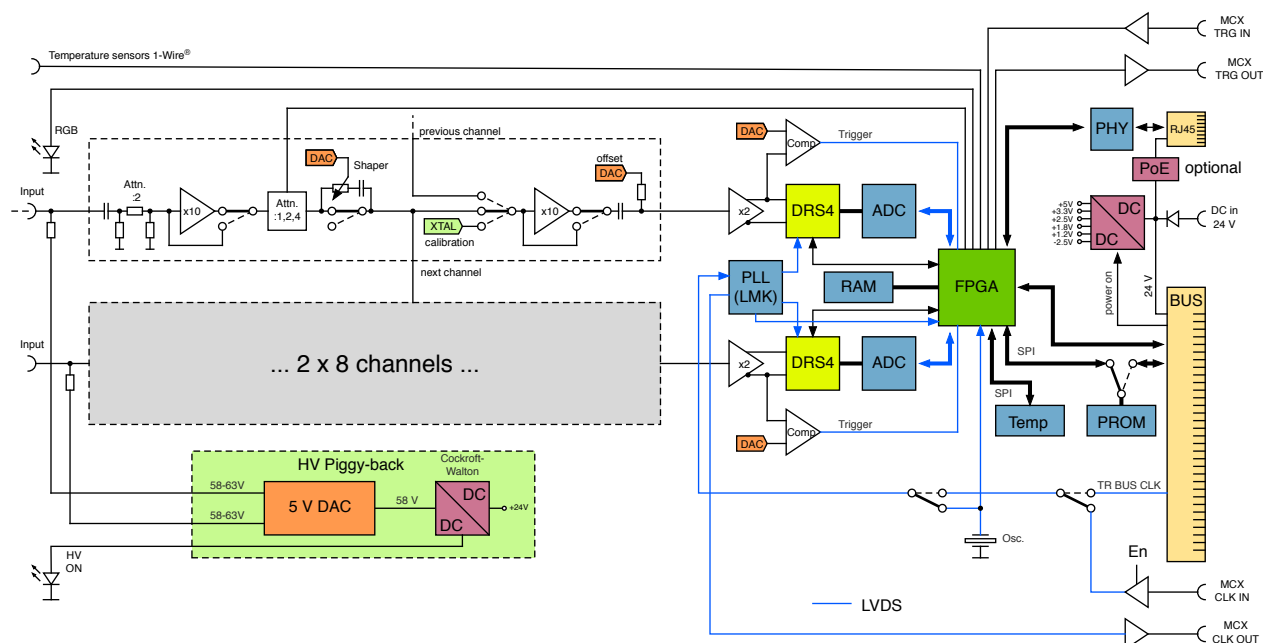 MCX
TRG IN
Temperature sensors 1-Wire®
MCX
TRG OUT
RGB
previous channel
DAC
Comp
Trigger
PHY
RJ45
PoE
optional
Input
Attn.
:2
x10
Attn.
:1,2,4
DAC
Shaper
XTAL
calibration
x10
offset
DAC
x2
DRS4
ADC
+5V
+3.3V
+2.5V
+1.8V
+1.2V
-2.5V
DC
DC
DC in
24 V
next channel
PLL
(LMK)
RAM
FPGA
power on
24 V
BUS
Input
... 2 x 8 channels ...
x2
DRS4
ADC
SPI
SPI
Temp
PROM
DAC
Comp
Trigger
HV Piggy-back
Cockroft-
Walton
58-63V
58-63V
5 V DAC
58 V
DC
DC
+24V
TR BUS CLK
Osc.
HV
ON
En
MCX
CLK IN
LVDS
MCX
CLK OUT